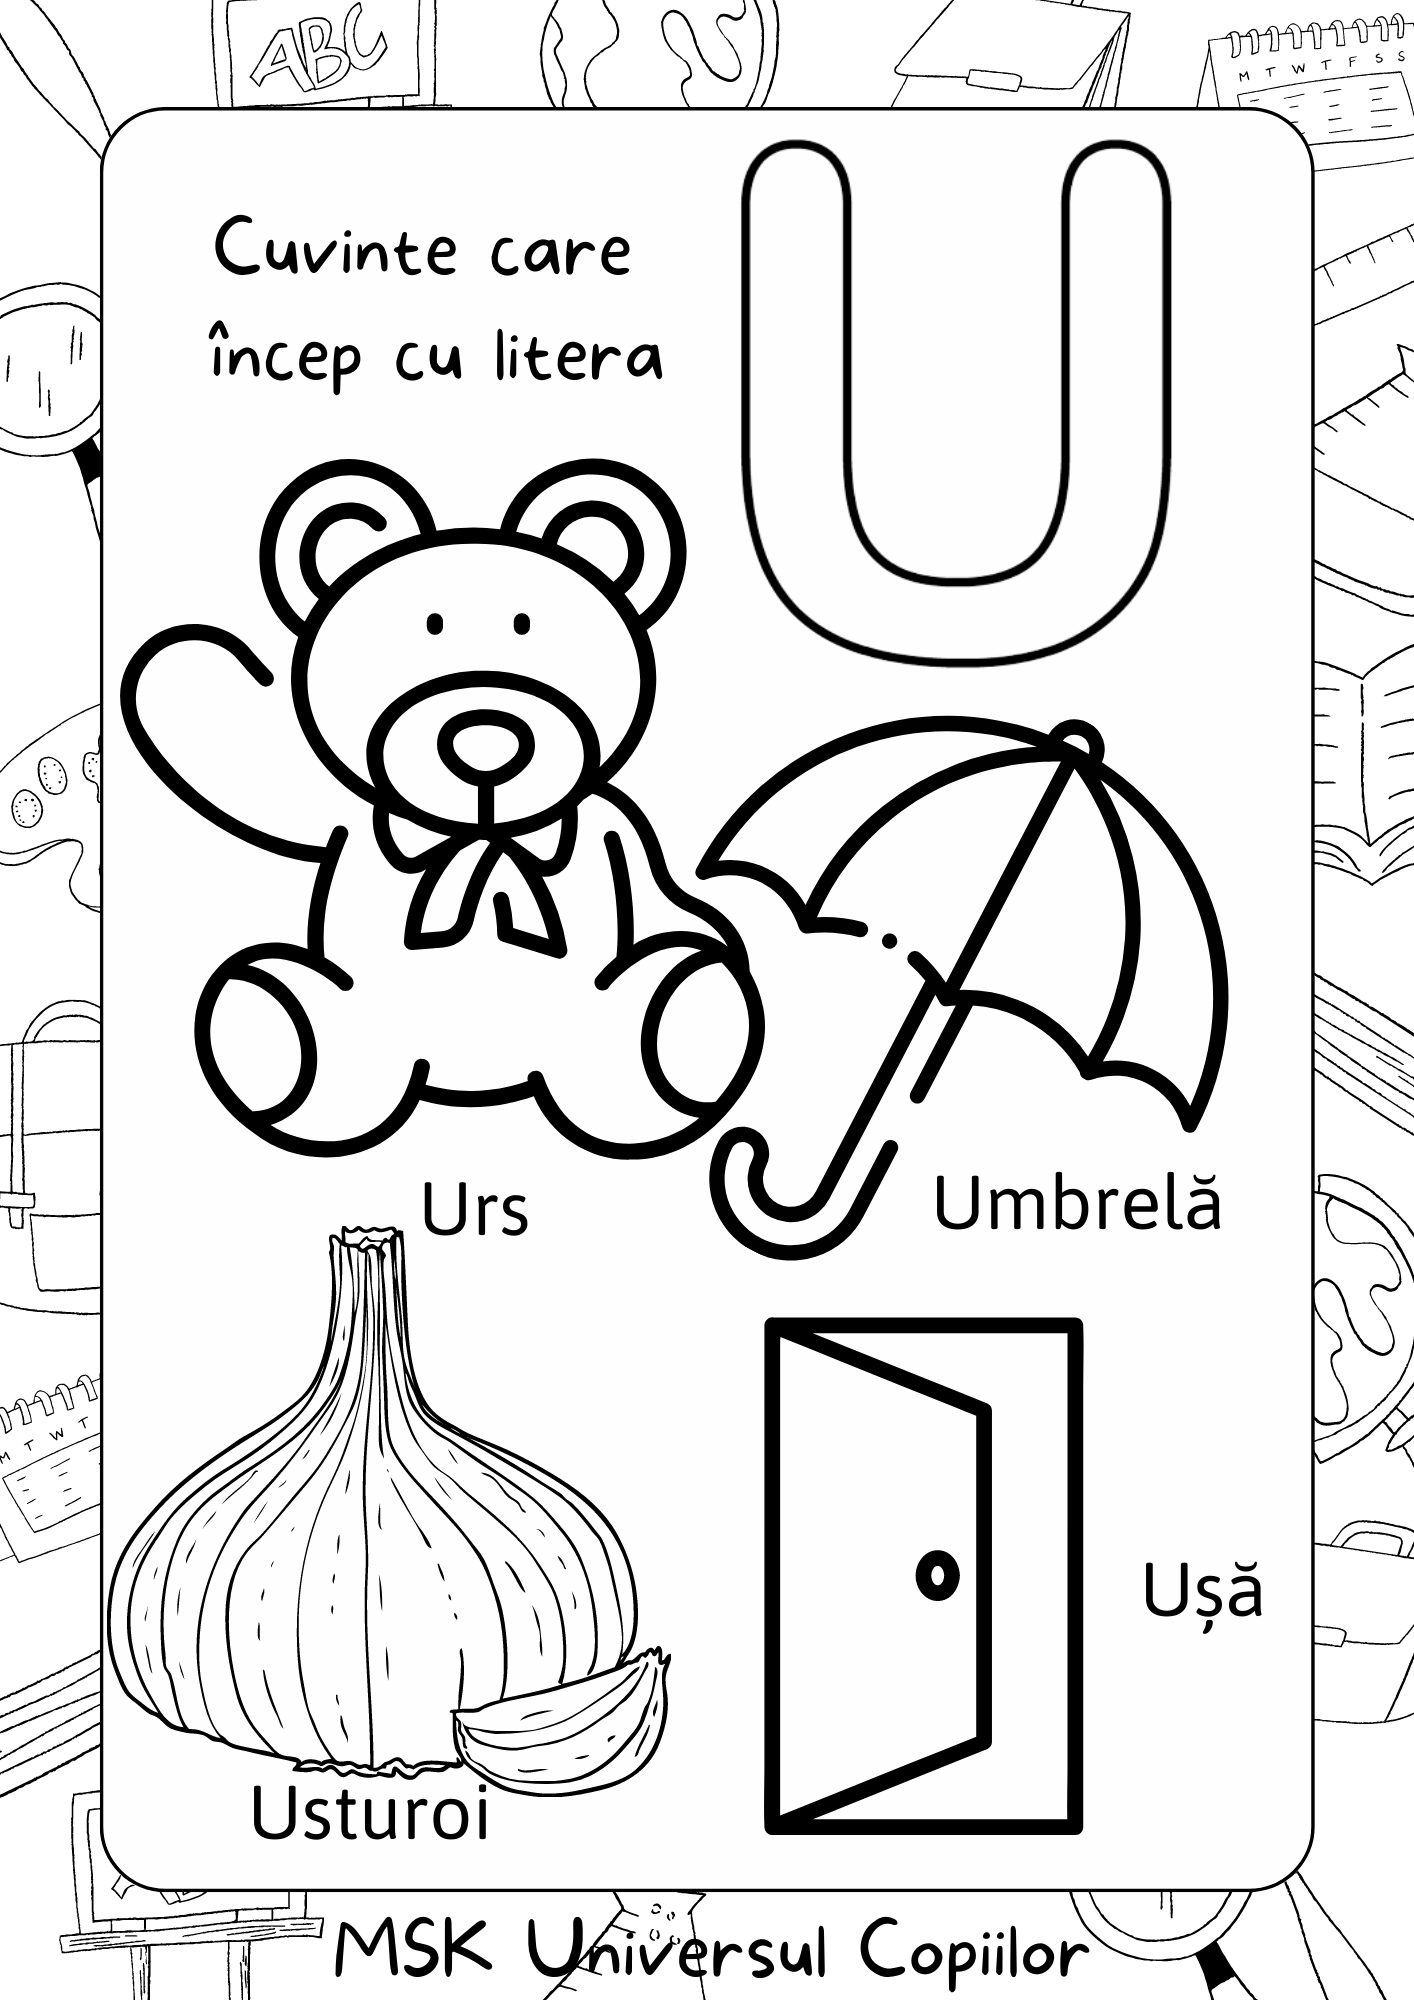 ABC
M T W T F S S
Cuvinte care
încep cu litera
U
Urs
Umbrelă
M T W T
Usturoi
Ușă
MSK Universul Copiilor